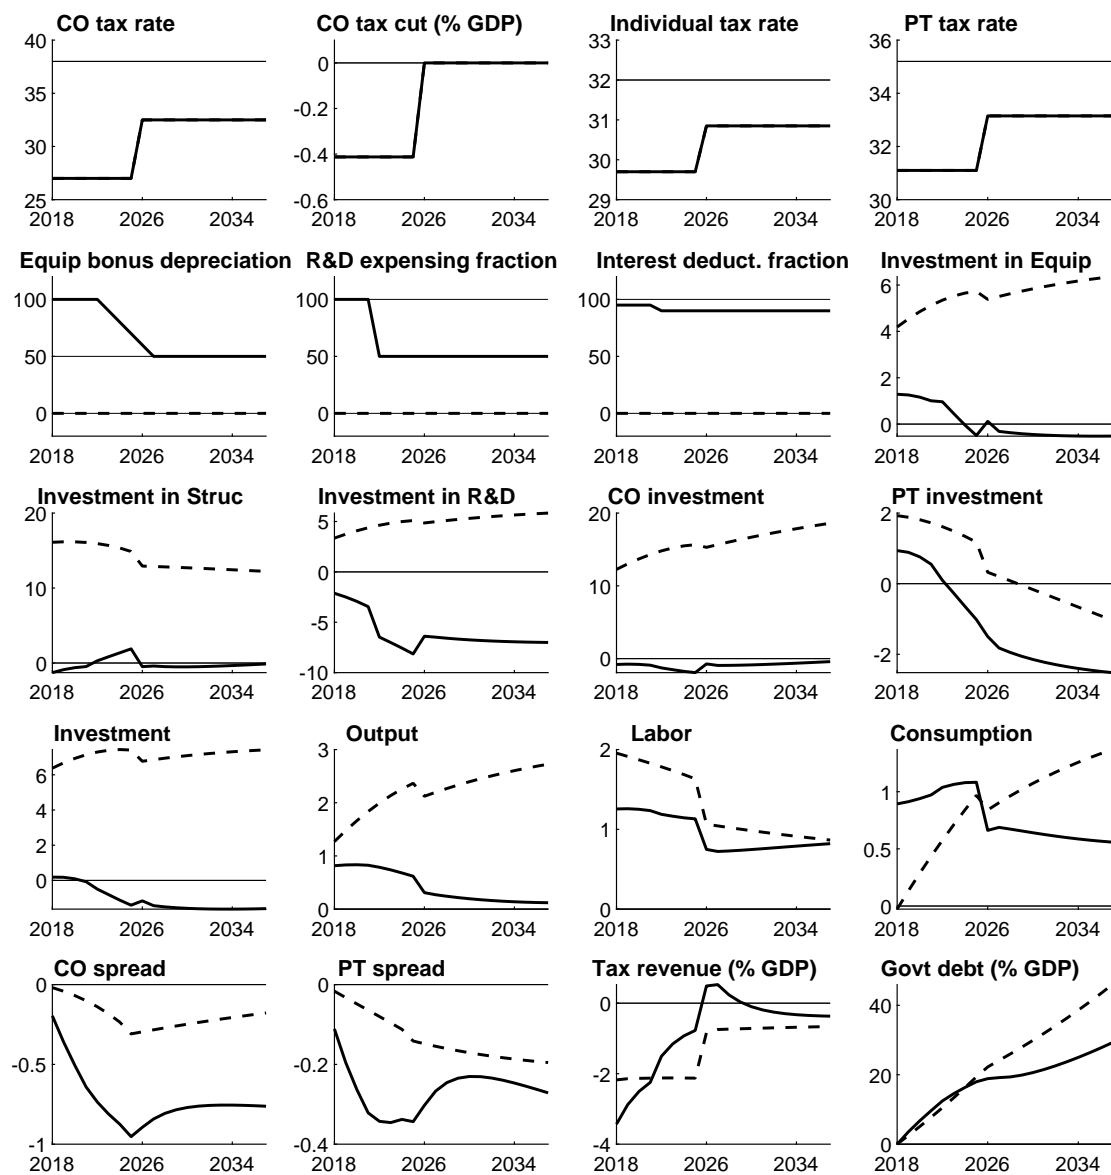 CO tax rate
40
35
30
25
2018 2026 2034
CO tax cut (% GDP)
0
-0.2
-0.4
-0.6
2018 2026 2034
Individual tax rate
33
32
31
30
29
2018 2026 2034
PT tax rate
36
34
33
31
30
2018 2026 2034
Equip bonus depreciation
100
50
0
2018 2026 2034
R&D expensing fraction
100
50
0
2018 2026 2034
Interest deduct. fraction
100
50
0
2018 2026 2034
Investment in Equip
6
4
2
0
2018 2026 2034
Investment in Struc
20
10
0
2018 2026 2034
Investment in R&D
5
0
-5
-10
2018 2026 2034
CO investment
20
10
0
2018 2026 2034
PT investment
2
0
-2
2018 2026 2034
Investment
6
4
2
0
2018 2026 2034
Output
3
2
1
0
2018 2026 2034
Labor
2
1
0
2018 2026 2034
Consumption
1
0.5
0
2018 2026 2034
CO spread
0
-0.5
-1
2018 2026 2034
PT spread
0
-0.2
-0.4
2018 2026 2034
Tax revenue (% GDP)
0
-2
-4
2018 2026 2034
Govt debt (% GDP)
40
20
0
2018 2026 2034